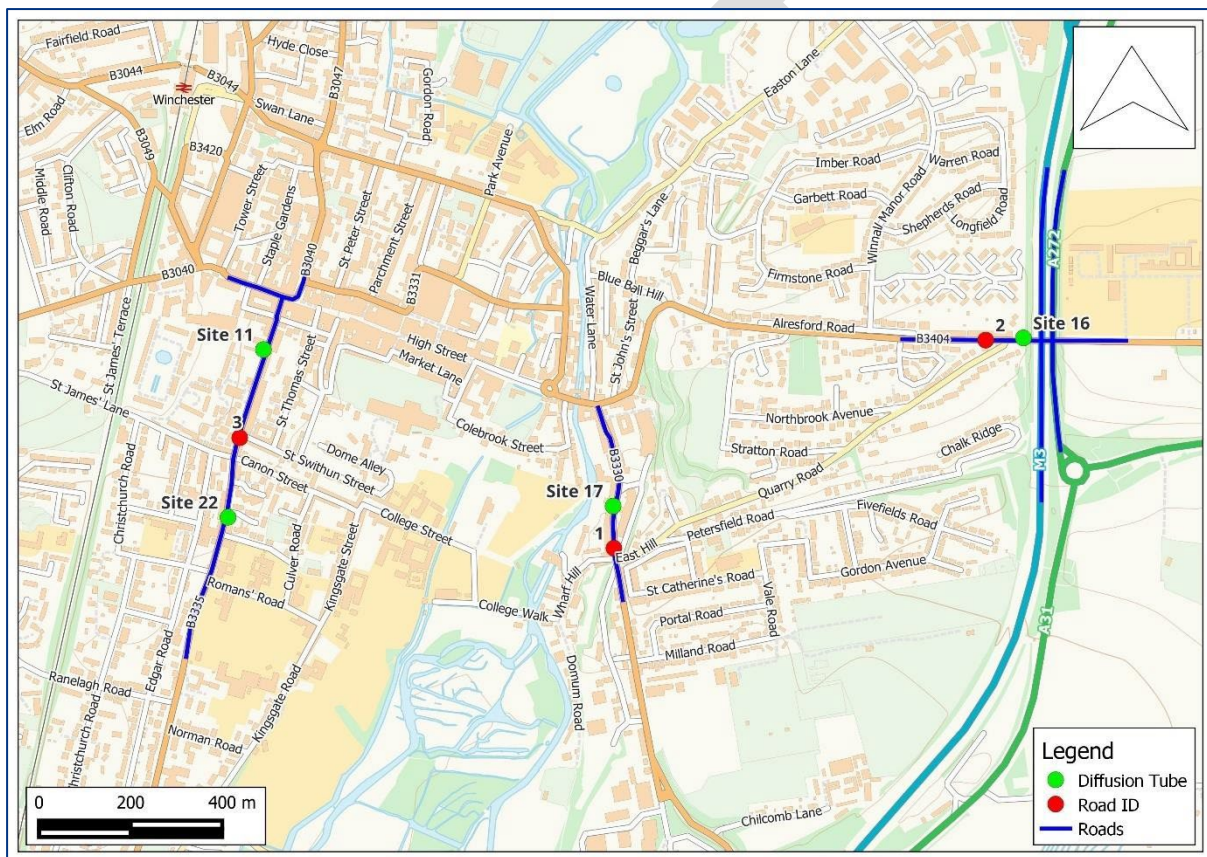 Fairfield Road
Hyde Close
B3047
B3044
B3044
Winchester
Swan Lane
Gordon Road
Easton Lane
Elm Road
B3049
B3420
Park Avenue
Clifton Road
Middle Road
Tower Street
Staple Gardens
St Peter Street
Parchment Street
Imber Road
Warren Road
Garbett Road
Winnall Manor Road
Shepherds Road
Longfield Road
Beggar's Lane
B3040
B3040
B3331
Firmstone Road
A272
Blue Ball Hill
Water Lane
St John's Street
Alresford Road
2
Site 16
B3404
Site 11
St James' Terrace
High Street
Market Lane
St Thomas Street
St James' Lane
Colebrook Street
Northbrook Avenue
3
Dome Alley
St Swithun Street
Canon Street
Stratton Road
Chalk Ridge
B3330
M3
Christchurch Road
Site 22
College Street
Site 17
Quarry Road
Petersfield Road
Fivefields Road
1
East Hill
Culver Road
Kingsgate Street
Romans' Road
Wharf Hill
St Catherine's Road
Gordon Avenue
College Walk
Portal Road
Vale Road
A31
B3335
Milland Road
Edgar Road
Ranelagh Road
Domum Road
Norman Road
Kingsgate Road
Christchurch Road
Chilcomb Lane
Legend
Diffusion Tube
Road ID
Roads
0 200 400 m